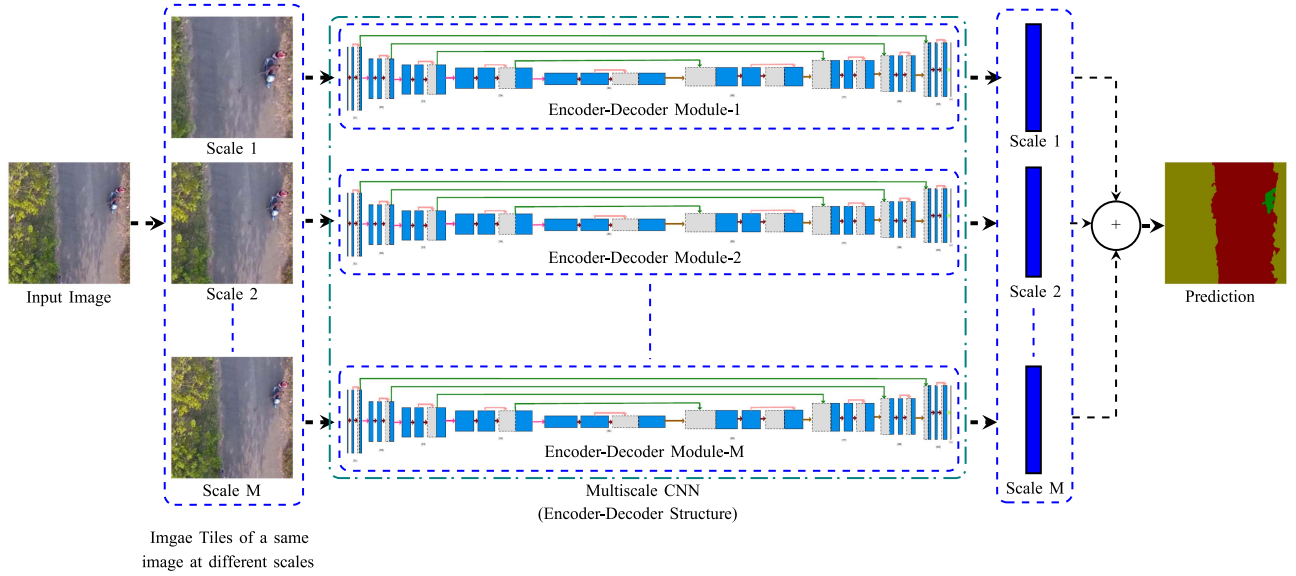 Scale 1
Encoder-Decoder Module-1
Scale 1
Input Image
Scale 2
Encoder-Decoder Module-2
Scale 2
+
Prediction
Scale M
Encoder-Decoder Module-M
Scale M
Multiscale CNN
(Encoder-Decoder Structure)
Imgae Tiles of a same
image at different scales